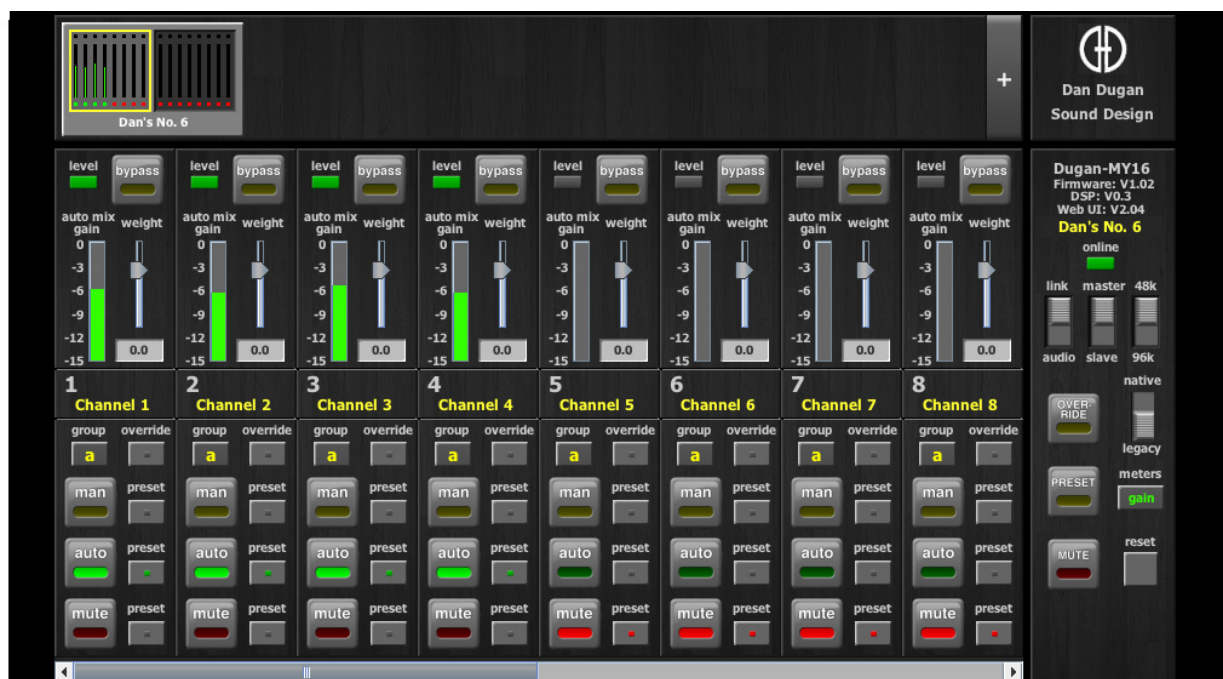 Dan's No. 6
+
Dan Dugan
Sound Design
level bypass level bypass level bypass level bypass level bypass level bypass level bypass level bypass
auto mix gain weight auto mix gain weight auto mix gain weight auto mix gain weight auto mix gain weight auto mix gain weight auto mix gain weight auto mix gain weight
0 0 0 0 0 0 0 0
-3 -3 -3 -3 -3 -3 -3 -3
-6 -6 -6 -6 -6 -6 -6 -6
-9 -9 -9 -9 -9 -9 -9 -9
-12 0.0 -12 0.0 -12 0.0 -12 0.0 -12 0.0 -12 0.0 -12 0.0 -12 0.0
-15 -15 -15 -15 -15 -15 -15 -15
1 2 3 4 5 6 7 8
Channel 1 Channel 2 Channel 3 Channel 4 Channel 5 Channel 6 Channel 7 Channel 8
group override group override group override group override group override group override group override group override
a a a a a a a a
man preset man preset man preset man preset man preset man preset man preset man preset
auto preset auto preset auto preset auto preset auto preset auto preset auto preset auto preset
mute preset mute preset mute preset mute preset mute preset mute preset mute preset mute preset
Dugan-MY16
Firmware: V1.02
DSP: V0.3
Web UI: V2.04
Dan's No. 6
online
link master 48k
audio slave 96k
native
OVER-
RIDE
legacy
meters
PRESET
gain
reset
MUTE